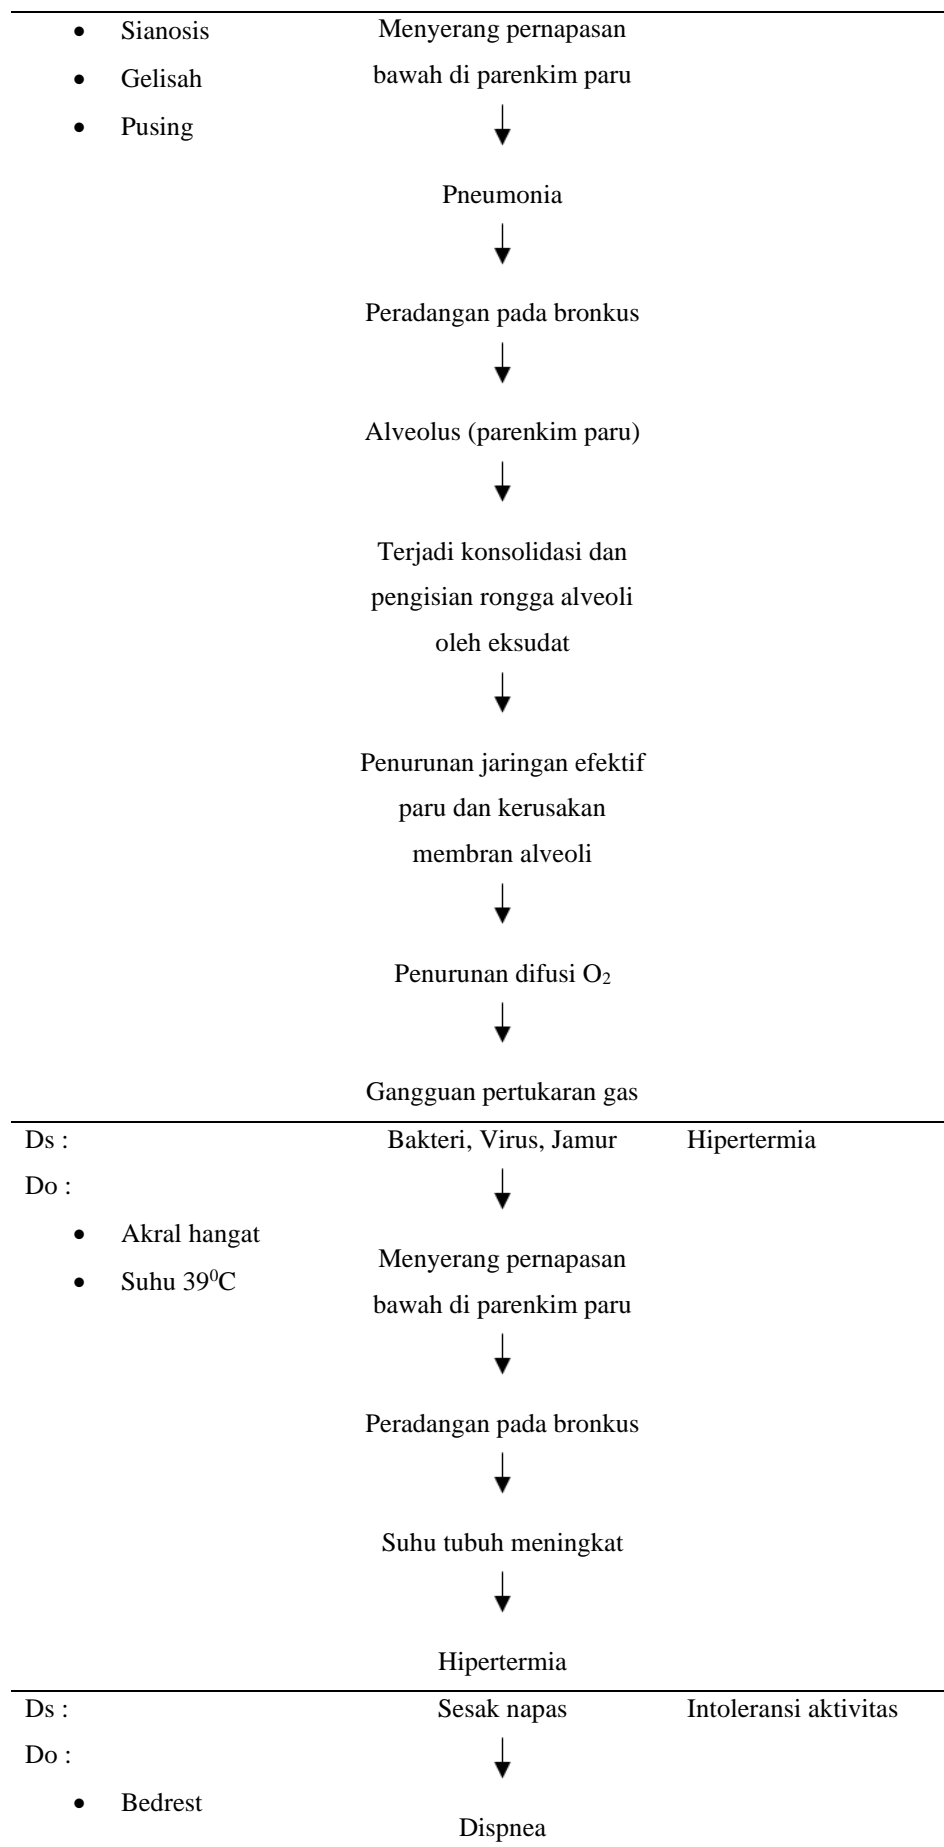 • Sianosis
• Gelisah
• Pusing
Menyerang pernapasan
bawah di parenkim paru
Pneumonia
Peradangan pada bronkus
Alveolus (parenkim paru)
Terjadi konsolidasi dan
pengisian rongga alveoli
oleh eksudat
Penurunan jaringan efektif
paru dan kerusakan
membran alveoli
Penurunan difusi O₂
Gangguan pertukaran gas
Ds :
Do :
• Akral hangat
• Suhu 39⁰C
Bakteri, Virus, Jamur
Menyerang pernapasan
bawah di parenkim paru
Peradangan pada bronkus
Suhu tubuh meningkat
Hipertermia
Hipertermia
Ds :
Do :
• Bedrest
Sesak napas
Dispnea
Intoleransi aktivitas